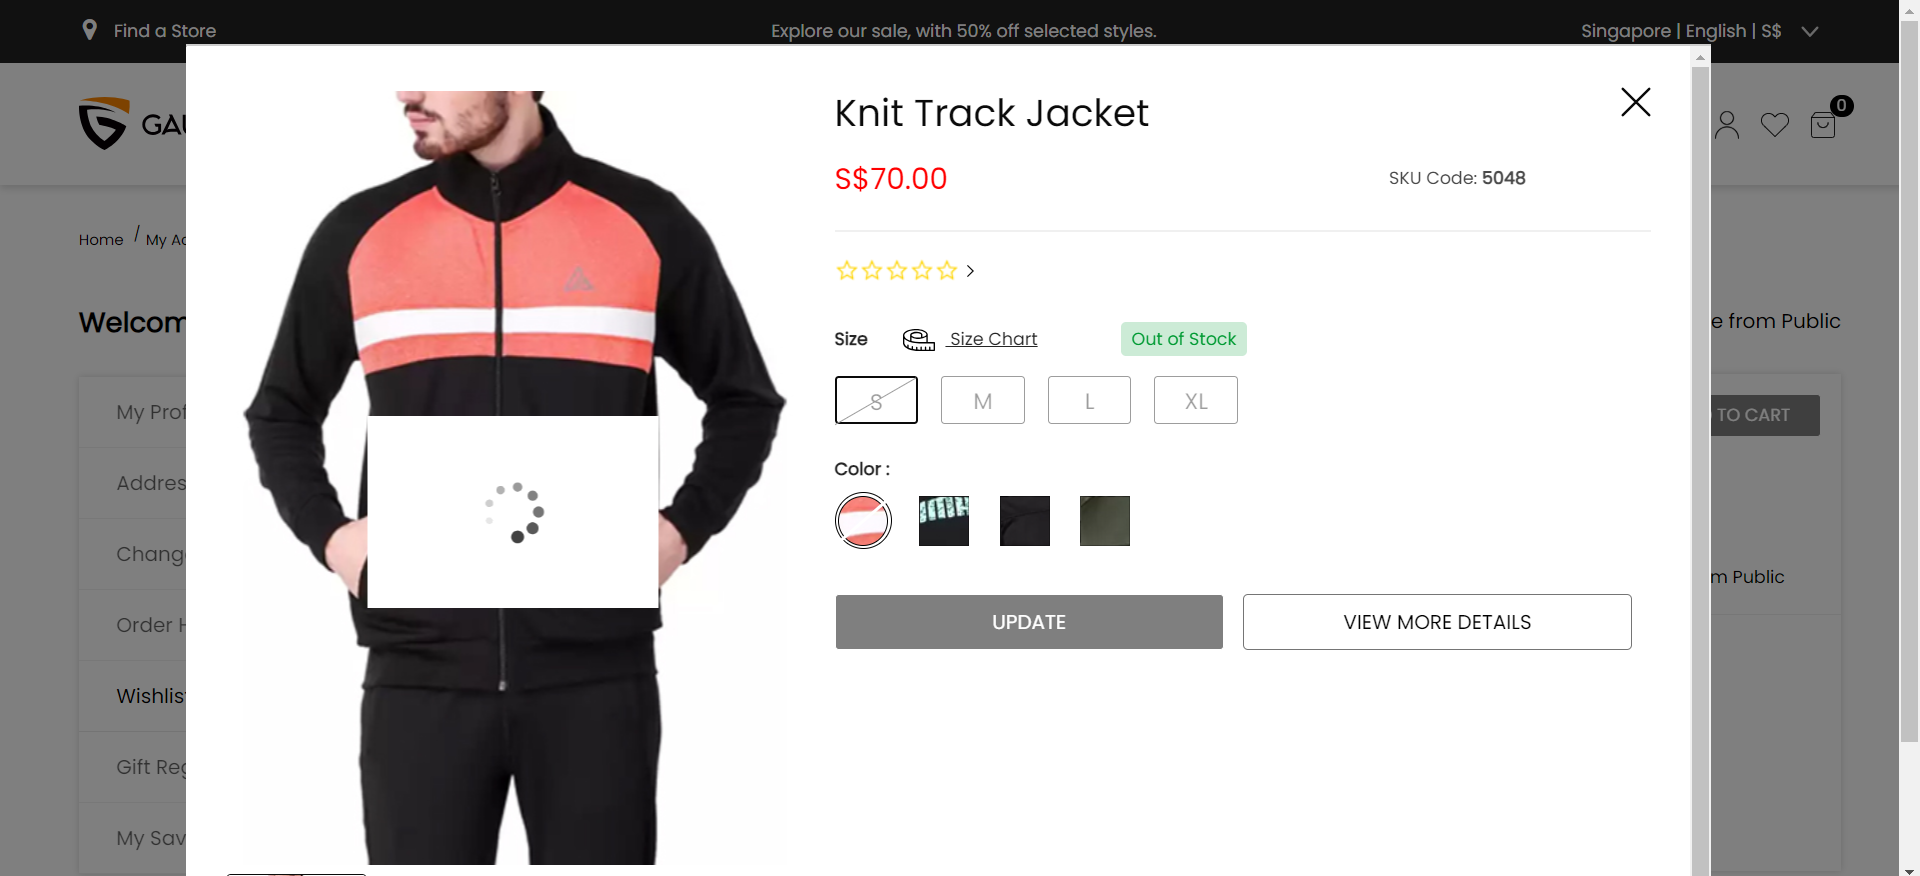 Find a Store
Explore our sale, with 50% off selected styles.
Singapore | English | S$
GAU
0
Home / My Ac
Knit Track Jacket
S$70.00
SKU Code: 5048
Welcom
e from Public
Size
Size Chart
Out of Stock
S
M
L
XL
My Prof
TO CART
Color :
Addres
Chang
m Public
Order H
UPDATE
VIEW MORE DETAILS
Wishlis
Gift Reg
My Sav